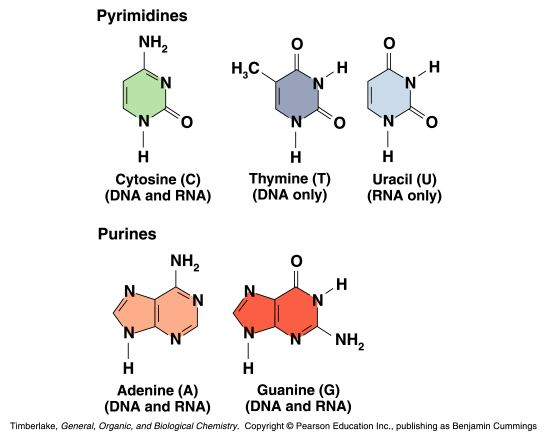 Pyrimidines
NH2
N
N
O
H
Cytosine (C)
(DNA and RNA)
O
H3C
N
H
N
O
H
Thymine (T)
(DNA only)
O
N
H
N
O
H
Uracil (U)
(RNA only)
Purines
NH2
N
N
N
N
H
Adenine (A)
(DNA and RNA)
O
H
N
N
N
N
NH2
H
Guanine (G)
(DNA and RNA)
Timberlake, General, Organic, and Biological Chemistry. Copyright © Pearson Education Inc., publishing as Benjamin Cummings